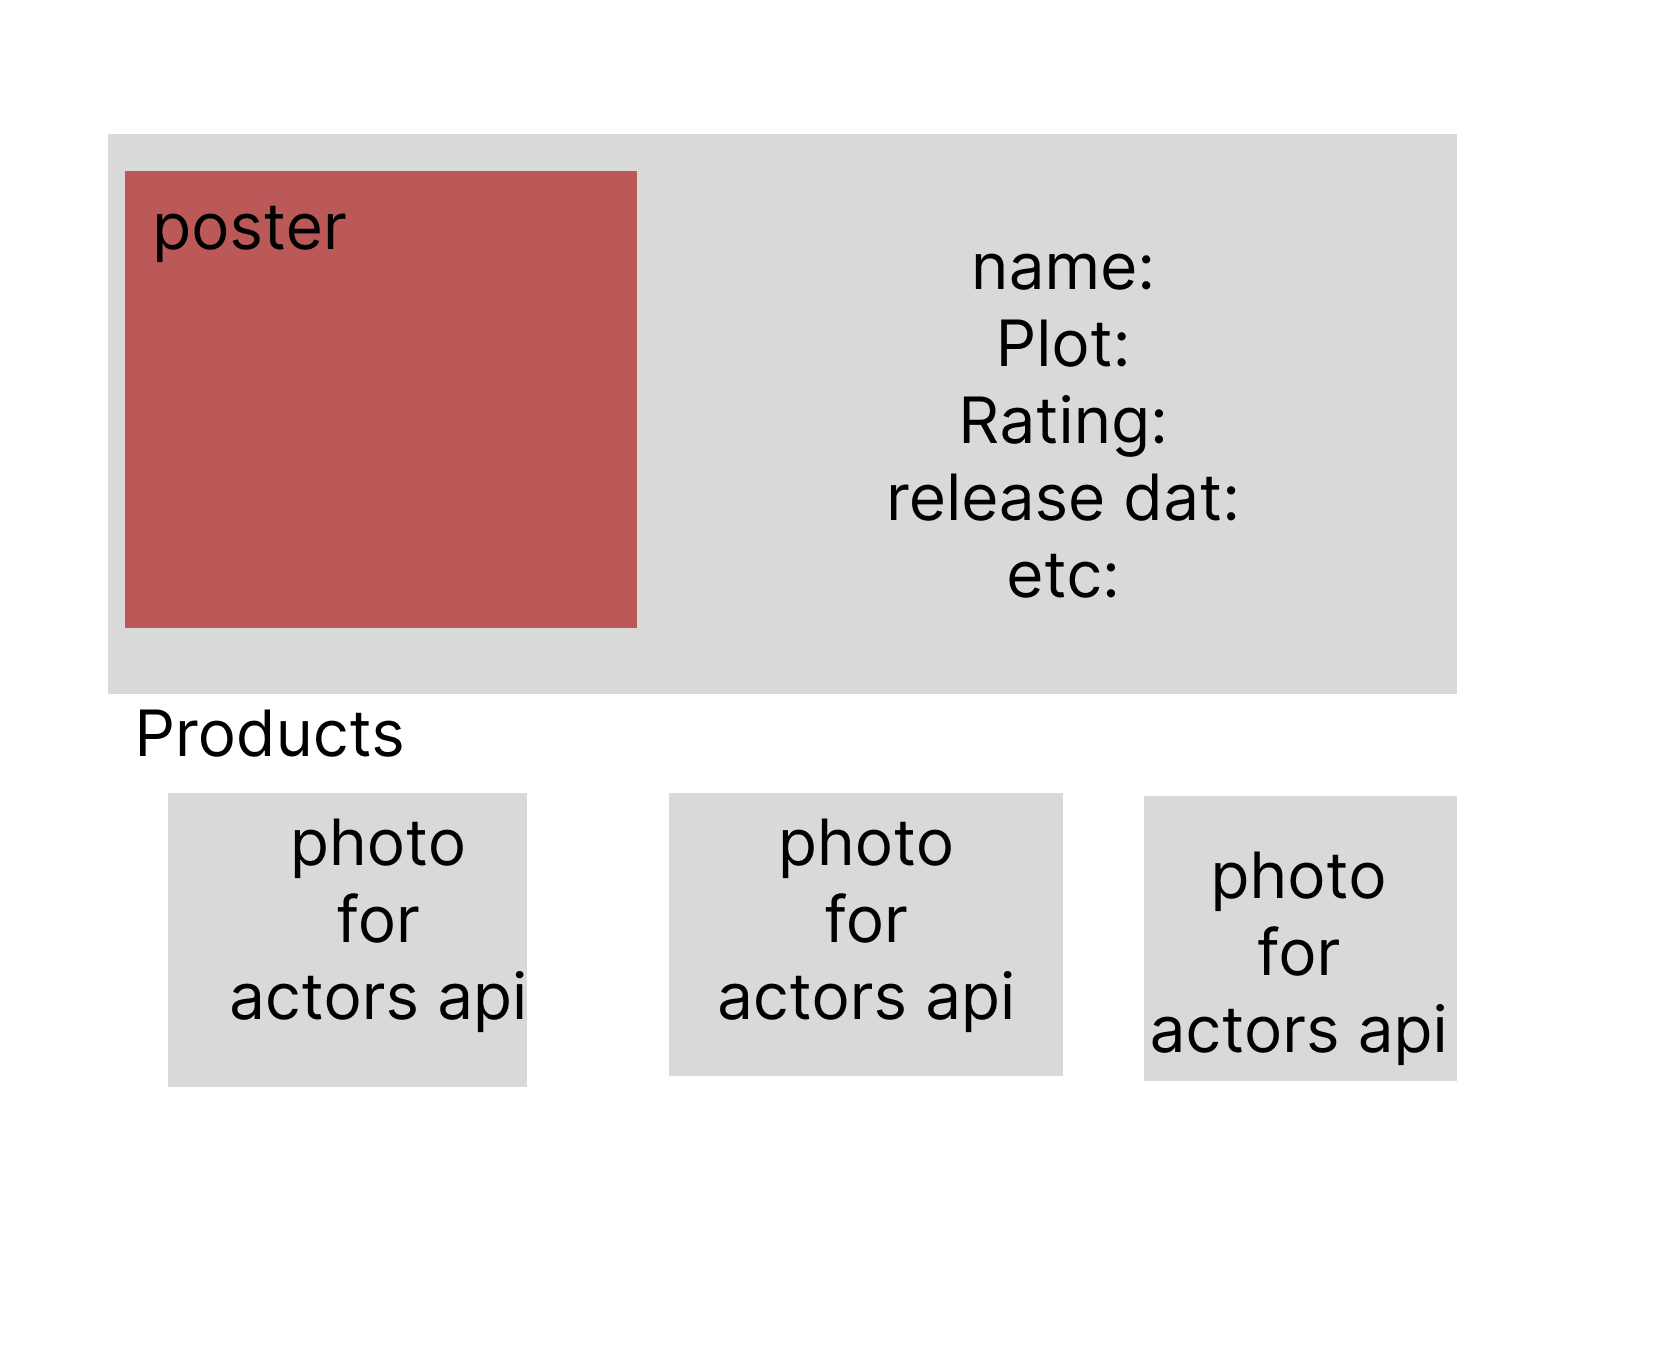 poster
name:
Plot:
Rating:
release dat:
etc:
Products
photo
for
actors api
photo
for
actors api
photo
for
actors api